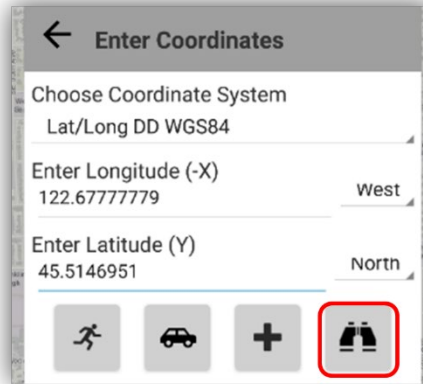 Enter Coordinates
Choose Coordinate System
Lat/Long DD WGS84
Enter Longitude (-X)
122.67777779
West
Enter Latitude (Y)
45.5146951
North